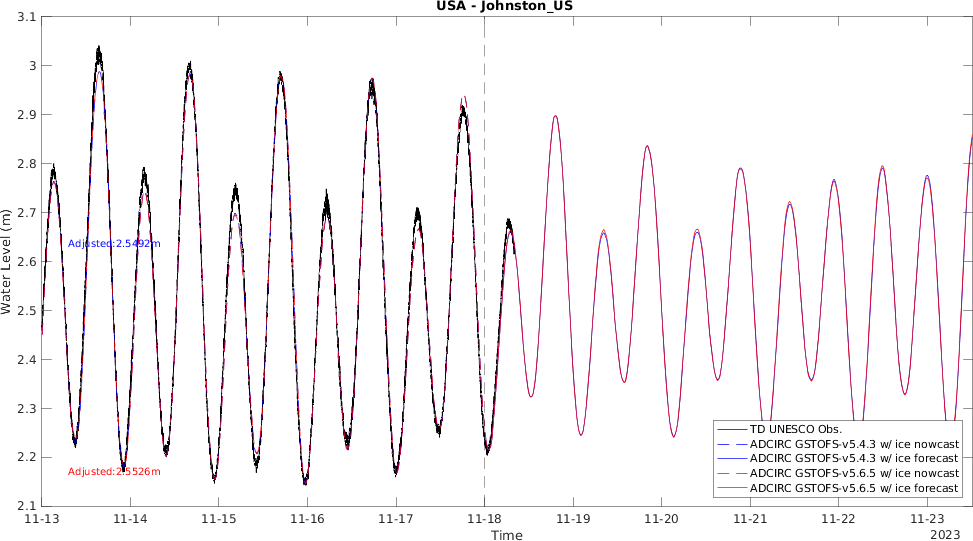 USA - Johnston_US
3.1
3
2.9
2.8
2.7
2.6
2.5
2.4
2.3
2.2
2.1
Water Level (m)
Adjusted:2.5492m
Adjusted:2.5526m
TD UNESCO Obs.
ADCIRC GSTOFS-v5.4.3 w/ ice nowcast
ADCIRC GSTOFS-v5.4.3 w/ ice forecast
ADCIRC GSTOFS-v5.6.5 w/ ice nowcast
ADCIRC GSTOFS-v5.6.5 w/ ice forecast
11-13 11-14 11-15 11-16 11-17 11-18 11-19 11-20 11-21 11-22 11-23
Time
2023